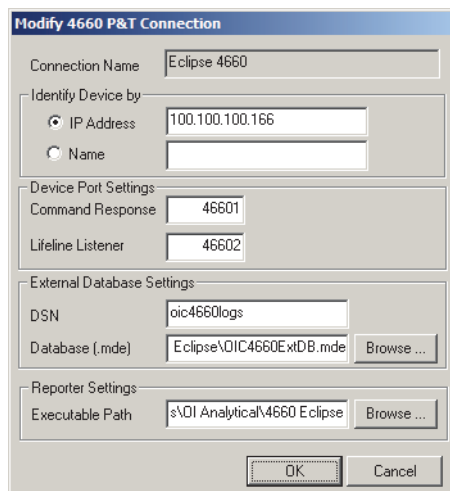 Modify 4660 P&T Connection
Connection Name Eclipse 4660
Identify Device by
IP Address 100.100.100.166
Name
Device Port Settings
Command Response 46601
Lifeline Listener 46602
External Database Settings
DSN oic4660logs
Database (.mde) Eclipse\OIC4660ExtDB.mde Browse ...
Reporter Settings
Executable Path s\OI Analytical\4660 Eclipse Browse ...
OK Cancel